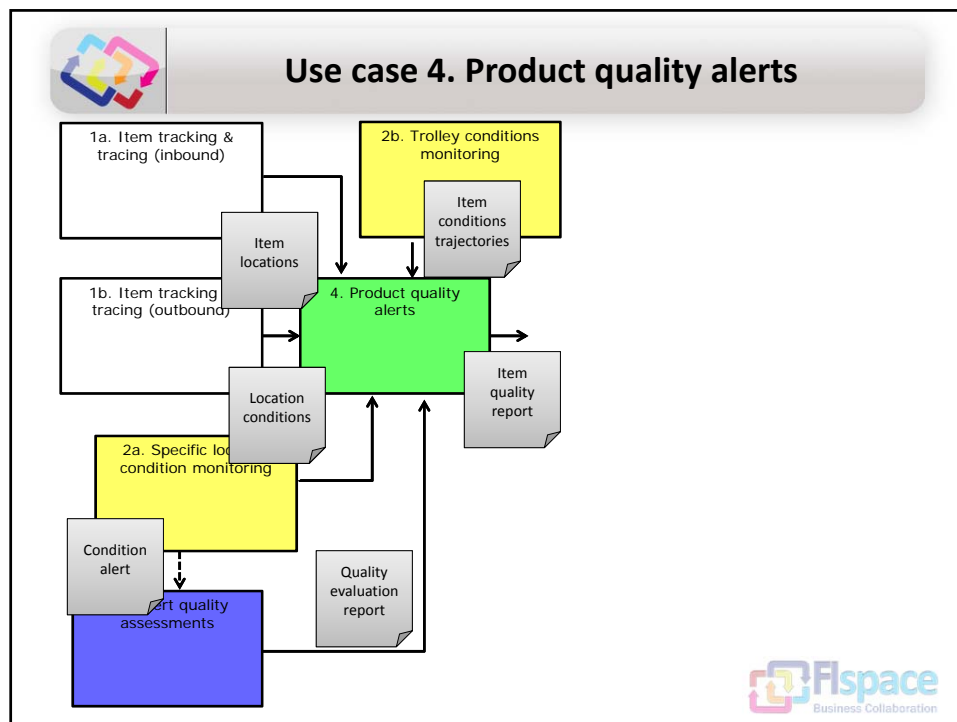 Use case 4. Product quality alerts
1a. Item tracking &
tracing (inbound)
2b. Trolley conditions
monitoring
Item
conditions
trajectories
Item
locations
1b. Item tracking
tracing (outbound)
4. Product quality
alerts
Item
quality
report
Location
conditions
2a. Specific
condition monitoring
Condition
alert
Quality
evaluation
report
quality
assessments
FIspace
Business Collaboration